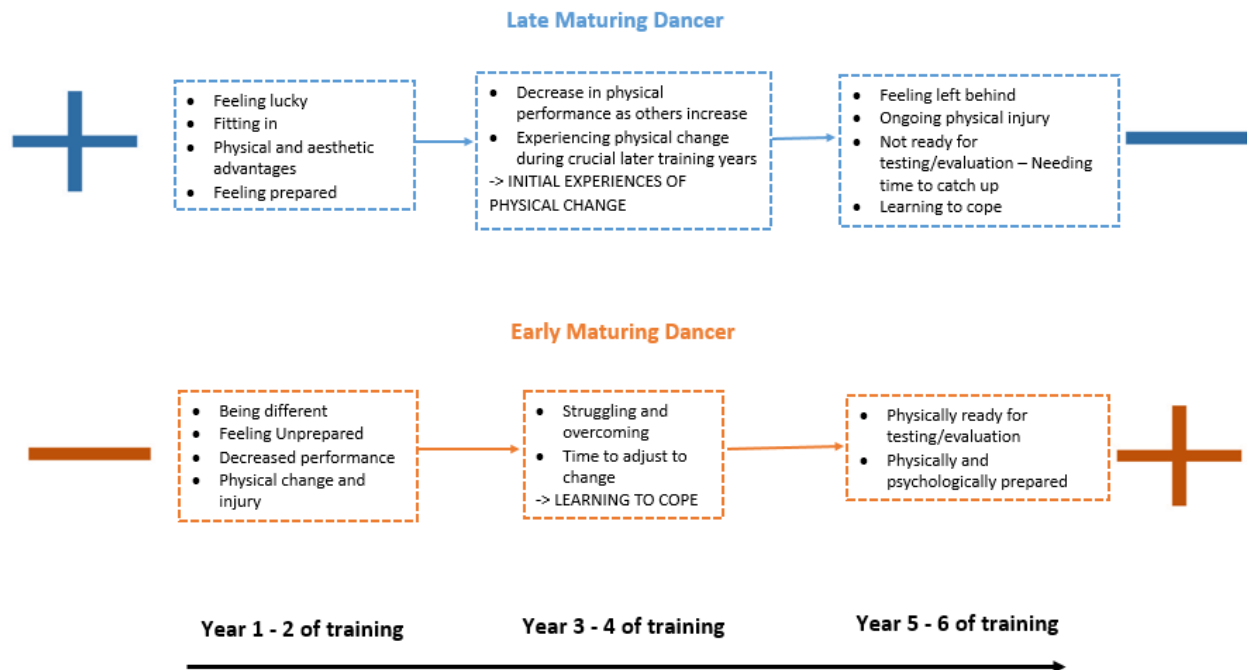 Late Maturing Dancer
● Feeling lucky
● Fitting in
● Physical and aesthetic
advantages
● Feeling prepared
● Decrease in physical
performance as others increase
● Experiencing physical change
during crucial later training years
-> INITIAL EXPERIENCES OF
PHYSICAL CHANGE
● Feeling left behind
● Ongoing physical injury
● Not ready for
testing/evaluation – Needing
time to catch up
● Learning to cope
Early Maturing Dancer
● Being different
● Feeling Unprepared
● Decreased performance
● Physical change and
injury
● Struggling and
overcoming
● Time to adjust to
change
-> LEARNING TO COPE
● Physically ready for
testing/evaluation
● Physically and
psychologically prepared
Year 1 - 2 of training
Year 3 - 4 of training
Year 5 - 6 of training